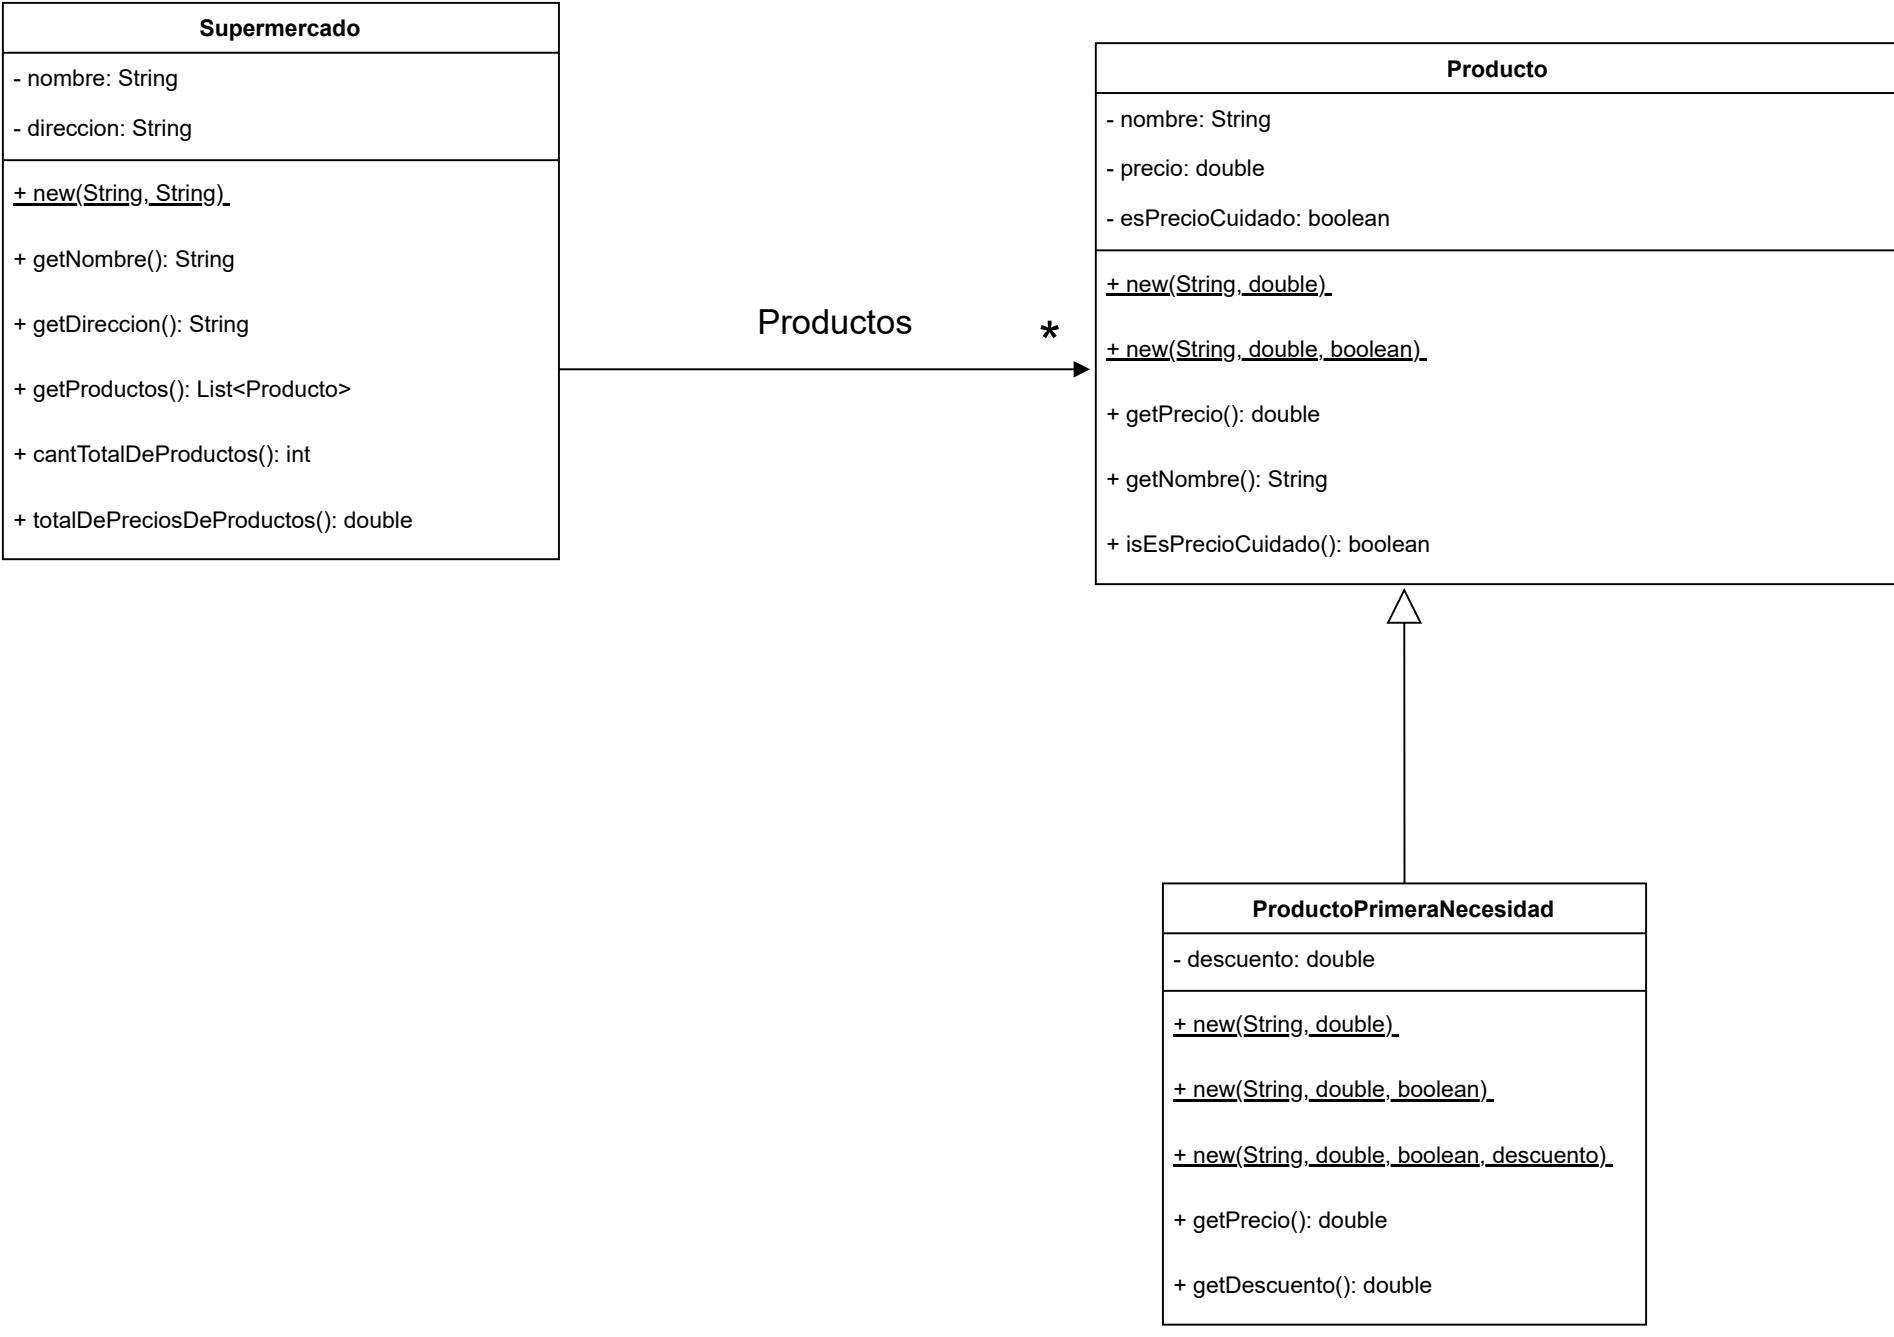 Supermercado
- nombre: String
- direccion: String
+ new(String, String)
+ getNombre(): String
+ getDireccion(): String
+ getProductos(): List<Producto>
+ cantTotalDeProductos(): int
+ totalDePreciosDeProductos(): double
Productos
*
Producto
- nombre: String
- precio: double
- esPrecioCuidado: boolean
+ new(String, double)
+ new(String, double, boolean)
+ getPrecio(): double
+ getNombre(): String
+ isEsPrecioCuidado(): boolean
ProductoPrimeraNecesidad
- descuento: double
+ new(String, double)
+ new(String, double, boolean)
+ new(String, double, boolean, descuento)
+ getPrecio(): double
+ getDescuento(): double